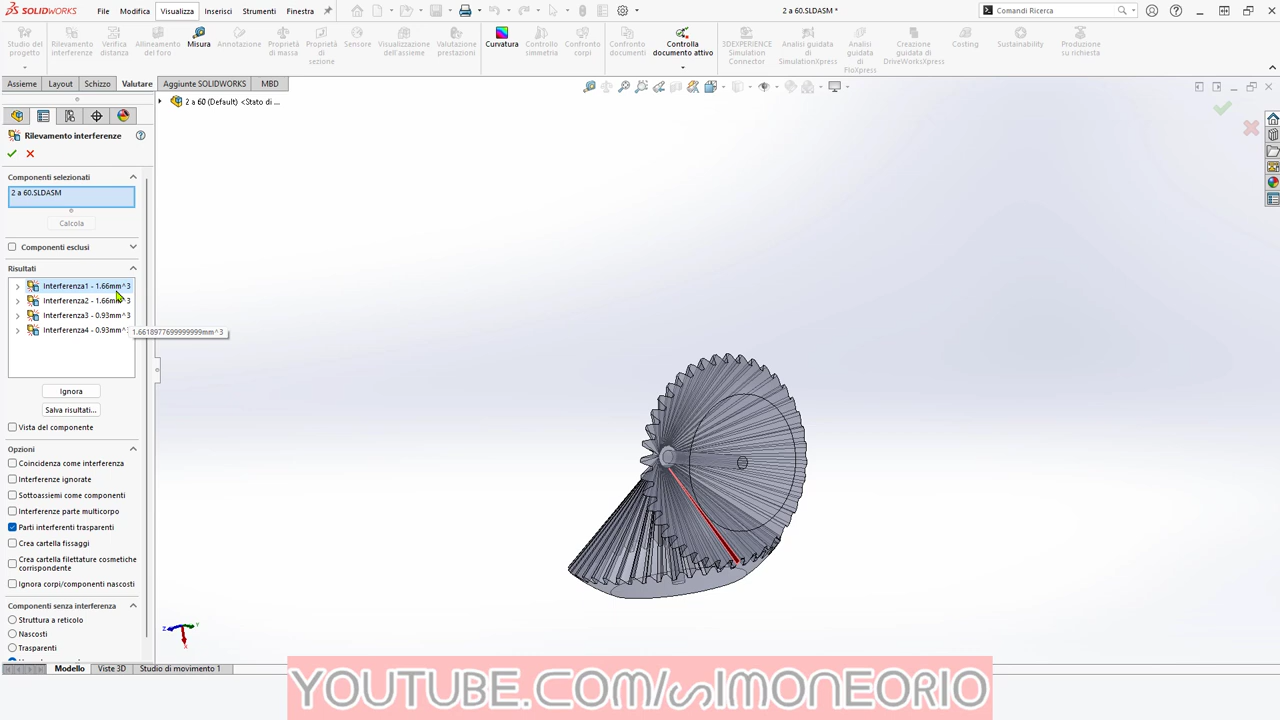 SOLIDWORKS
File Modifica Visualizza Inserisci Strumenti Finestra
2 a 60.SLDASM *
Comandi Ricerca
Studio del progetto
Rilevamento interferenze
Verifica distanza
Allineamento del foro
Misura
Annotazione
Proprietà di massa
Proprietà di sezione
Sensore
Visualizzazione dell'assieme
Valutazione prestazioni
Curvatura
Controllo simmetria
Confronto corpi
Confronto documenti
Controlla documento attivo
3DEXPERIENCE Simulation Connector
Analisi guidata di SimulationXpress
Analisi guidata di FloXpress
Creazione guidata di DriveWorksXpress
Costing
Sustainability
Produzione su richiesta
Assieme Layout Schizzo Valutare Aggiunte SOLIDWORKS MBD
2 a 60 (Default) <Stato di ...
Rilevamento interferenze
Componenti selezionati
2 a 60.SLDASM
Calcola
Componenti esclusi
Risultati
Interferenza1 - 1.66mm^3
Interferenza2 - 1.66mm^3
Interferenza3 - 0.93mm^3
Interferenza4 - 0.93mm^3
1.6618977699999999mm^3
Ignora
Salva risultati...
Vista del componente
Opzioni
Coincidenza come interferenza
Interferenze ignorate
Sottoassiemi come componenti
Interferenze parte multicorpo
Parti interferenti trasparenti
Crea cartella fissaggi
Crea cartella filettature cosmetiche
corrispondente
Ignora corpi/componenti nascosti
Componenti senza interferenza
Struttura a reticolo
Nascosti
Trasparenti
Z Y X
Modello Viste 3D Studio di movimento 1
YOUTUBE.COM/SIMONEORIO